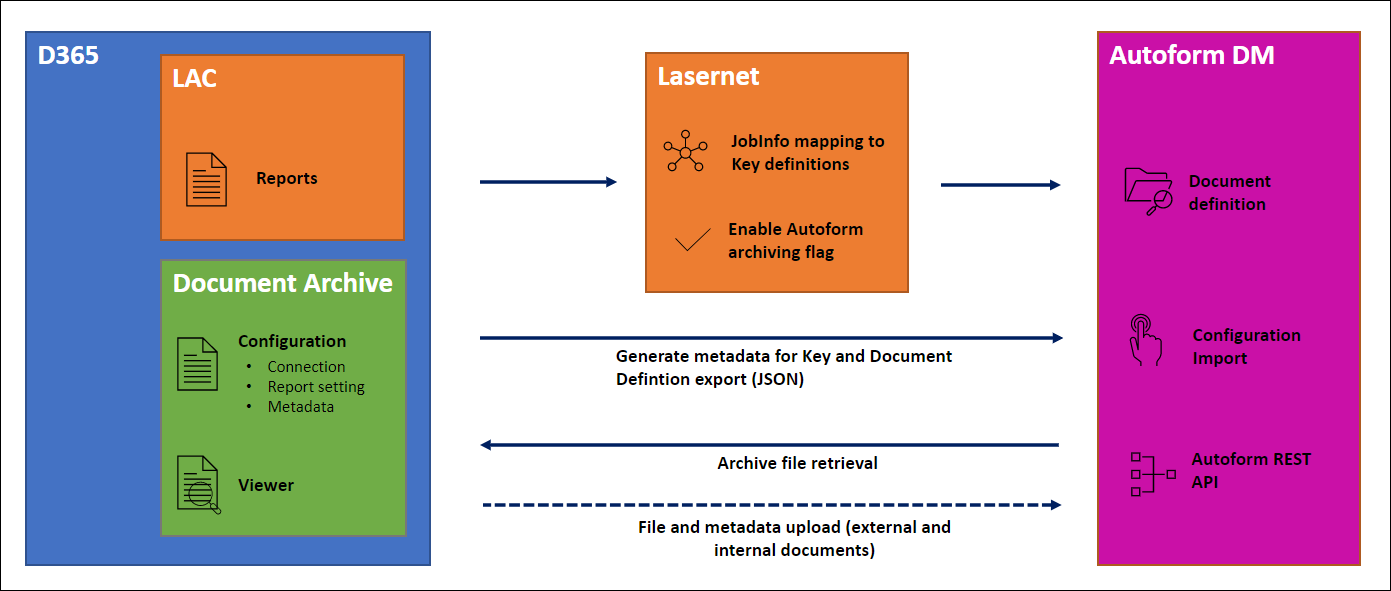 D365
LAC
Reports
Document Archive
Configuration
• Connection
• Report setting
• Metadata
Viewer
Lasernet
JobInfo mapping to
Key definitions
Enable Autoform
archiving flag
Generate metadata for Key and Document
Defintion export (JSON)
Archive file retrieval
File and metadata upload (external and
internal documents)
Autoform DM
Document
definition
Configuration
Import
Autoform REST
API